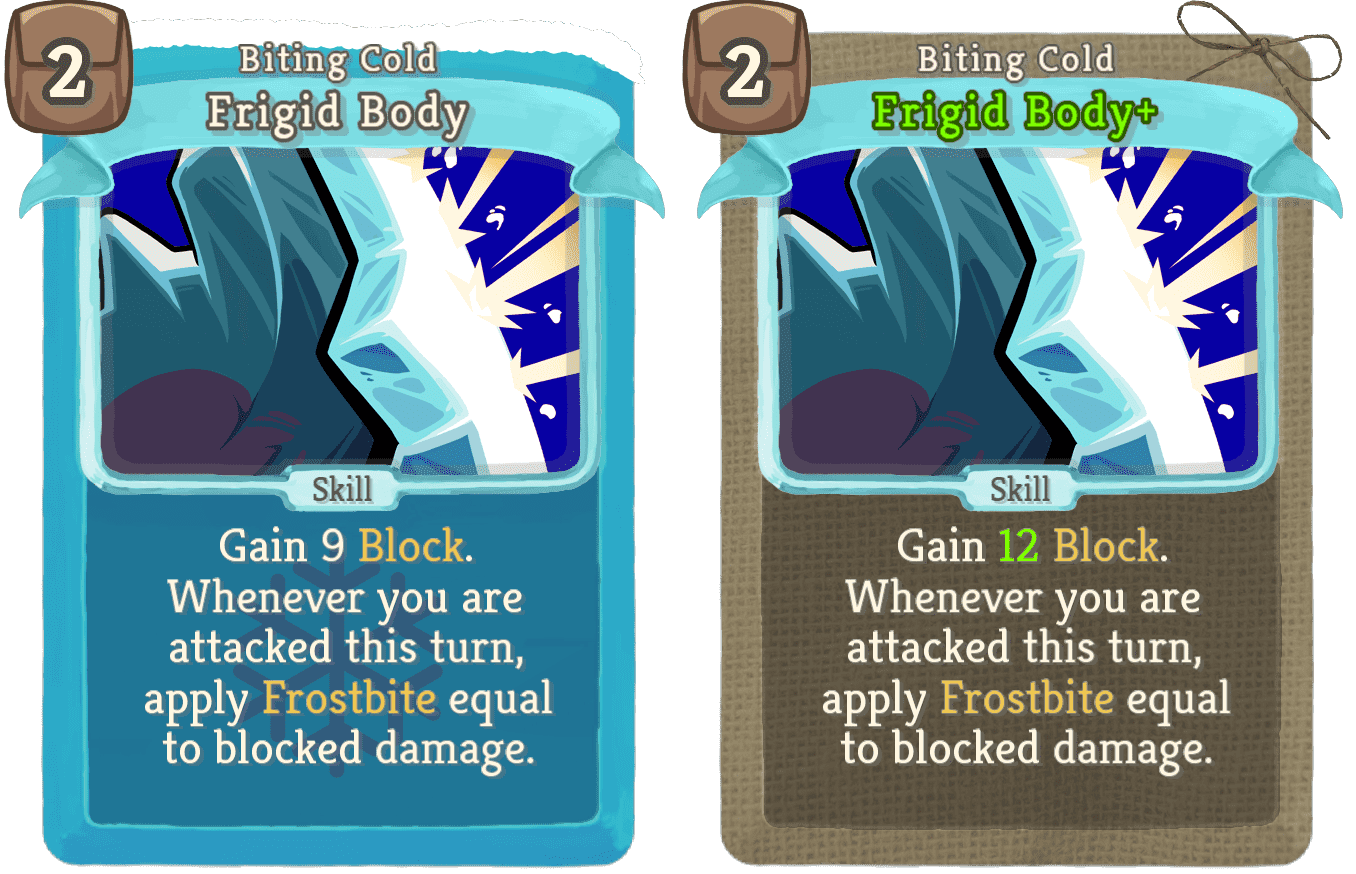 2
Biting Cold
Frigid Body
Skill
Gain 9 Block.
Whenever you are
attacked this turn,
apply Frostbite equal
to blocked damage.
2
Biting Cold
Frigid Body+
Skill
Gain 12 Block.
Whenever you are
attacked this turn,
apply Frostbite equal
to blocked damage.